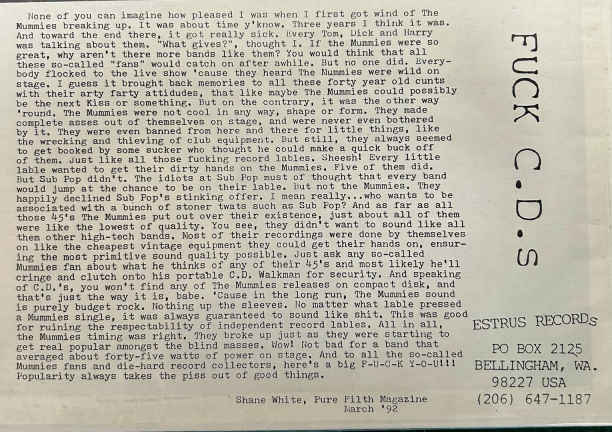 None of you can imagine how pleased I was when I first got wind of The
Mummies breaking up. It was about time y'know. Three years I think it was.
And toward the end there, it got really sick. Every Tom, Dick and Harry
was talking about them. "What gives?", thought I. If the Mummies were so
great, why aren't there more bands like them? You would think that all
these so-called "fans" would catch on after awhile. But no one did. Every-
body flocked to the live show 'cause they heard The Mummies were wild on
stage. I guess it brought back memories to all these forty year old cunts
with their arty farty attidudes, that like maybe The Mummies could possibly
be the next Kiss or something. But on the contrary, it was the other way
'round. The Mummies were not cool in any way, shape or form. They made
complete asses out of themselves on stage, and were never even bothered
by it. They were even banned from here and there for little things, like
the wrecking and thieving of club equipment. But still, they always seemed
to get booked by some sucker who thought he could make a quick buck off
of them. Just like all those fucking record lables. Sheesh! Every little
lable wanted to get their dirty hands on the Mummies. Five of them did.
But Sub Pop didn't. The idiots at Sub Pop must of thought that every band
would jump at the chance to be on their lable. But not the Mummies. They
happily declined Sub Pop's stinking offer. I mean really...who wants to be
associated with a bunch of stoner twats such as Sub Pop? And as far as all
those 45's The Mummies put out over their existence, just about all of them
were like the lowest of quality. You see, they didn't want to sound like all
them other high-tech bands. Most of their recordings were done by themselves
on like the cheapest vintage equipment they could get their hands on, ensur-
ing the most primitive sound quality possible. Just ask any so-called
Mummies fan about what he thinks of any of their 45's and most likely he'll
cringe and clutch onto his portable C.D. Walkman for security. And speaking
of C.D.'s, you won't find any of The Mummies releases on compact disk, and
that's just the way it is, babe. 'Cause in the long run, The Mummies sound
is purely budget rock. Nothing up the sleeves. No matter what lable pressed
a Mummies single, it was always guaranteed to sound like shit. This was good
for ruining the respectability of independent record lables. All in all,
the Mummies timing was right. They broke up just as they were starting to
get real popular amongst the blind masses. Wow! Not bad for a band that
averaged about forty-five watts of power on stage. And to all the so-called
Mummies fans and die-hard record collectors, here's a big F-U-C-K Y-O-U!!!
Popularity always takes the piss out of good things.
Shane White, Pure Filth Magazine
March '92
FUCK C.D.S
ESTRUS RECORDS
PO BOX 2125
BELLINGHAM, WA.
98227 USA
(206) 647-1187